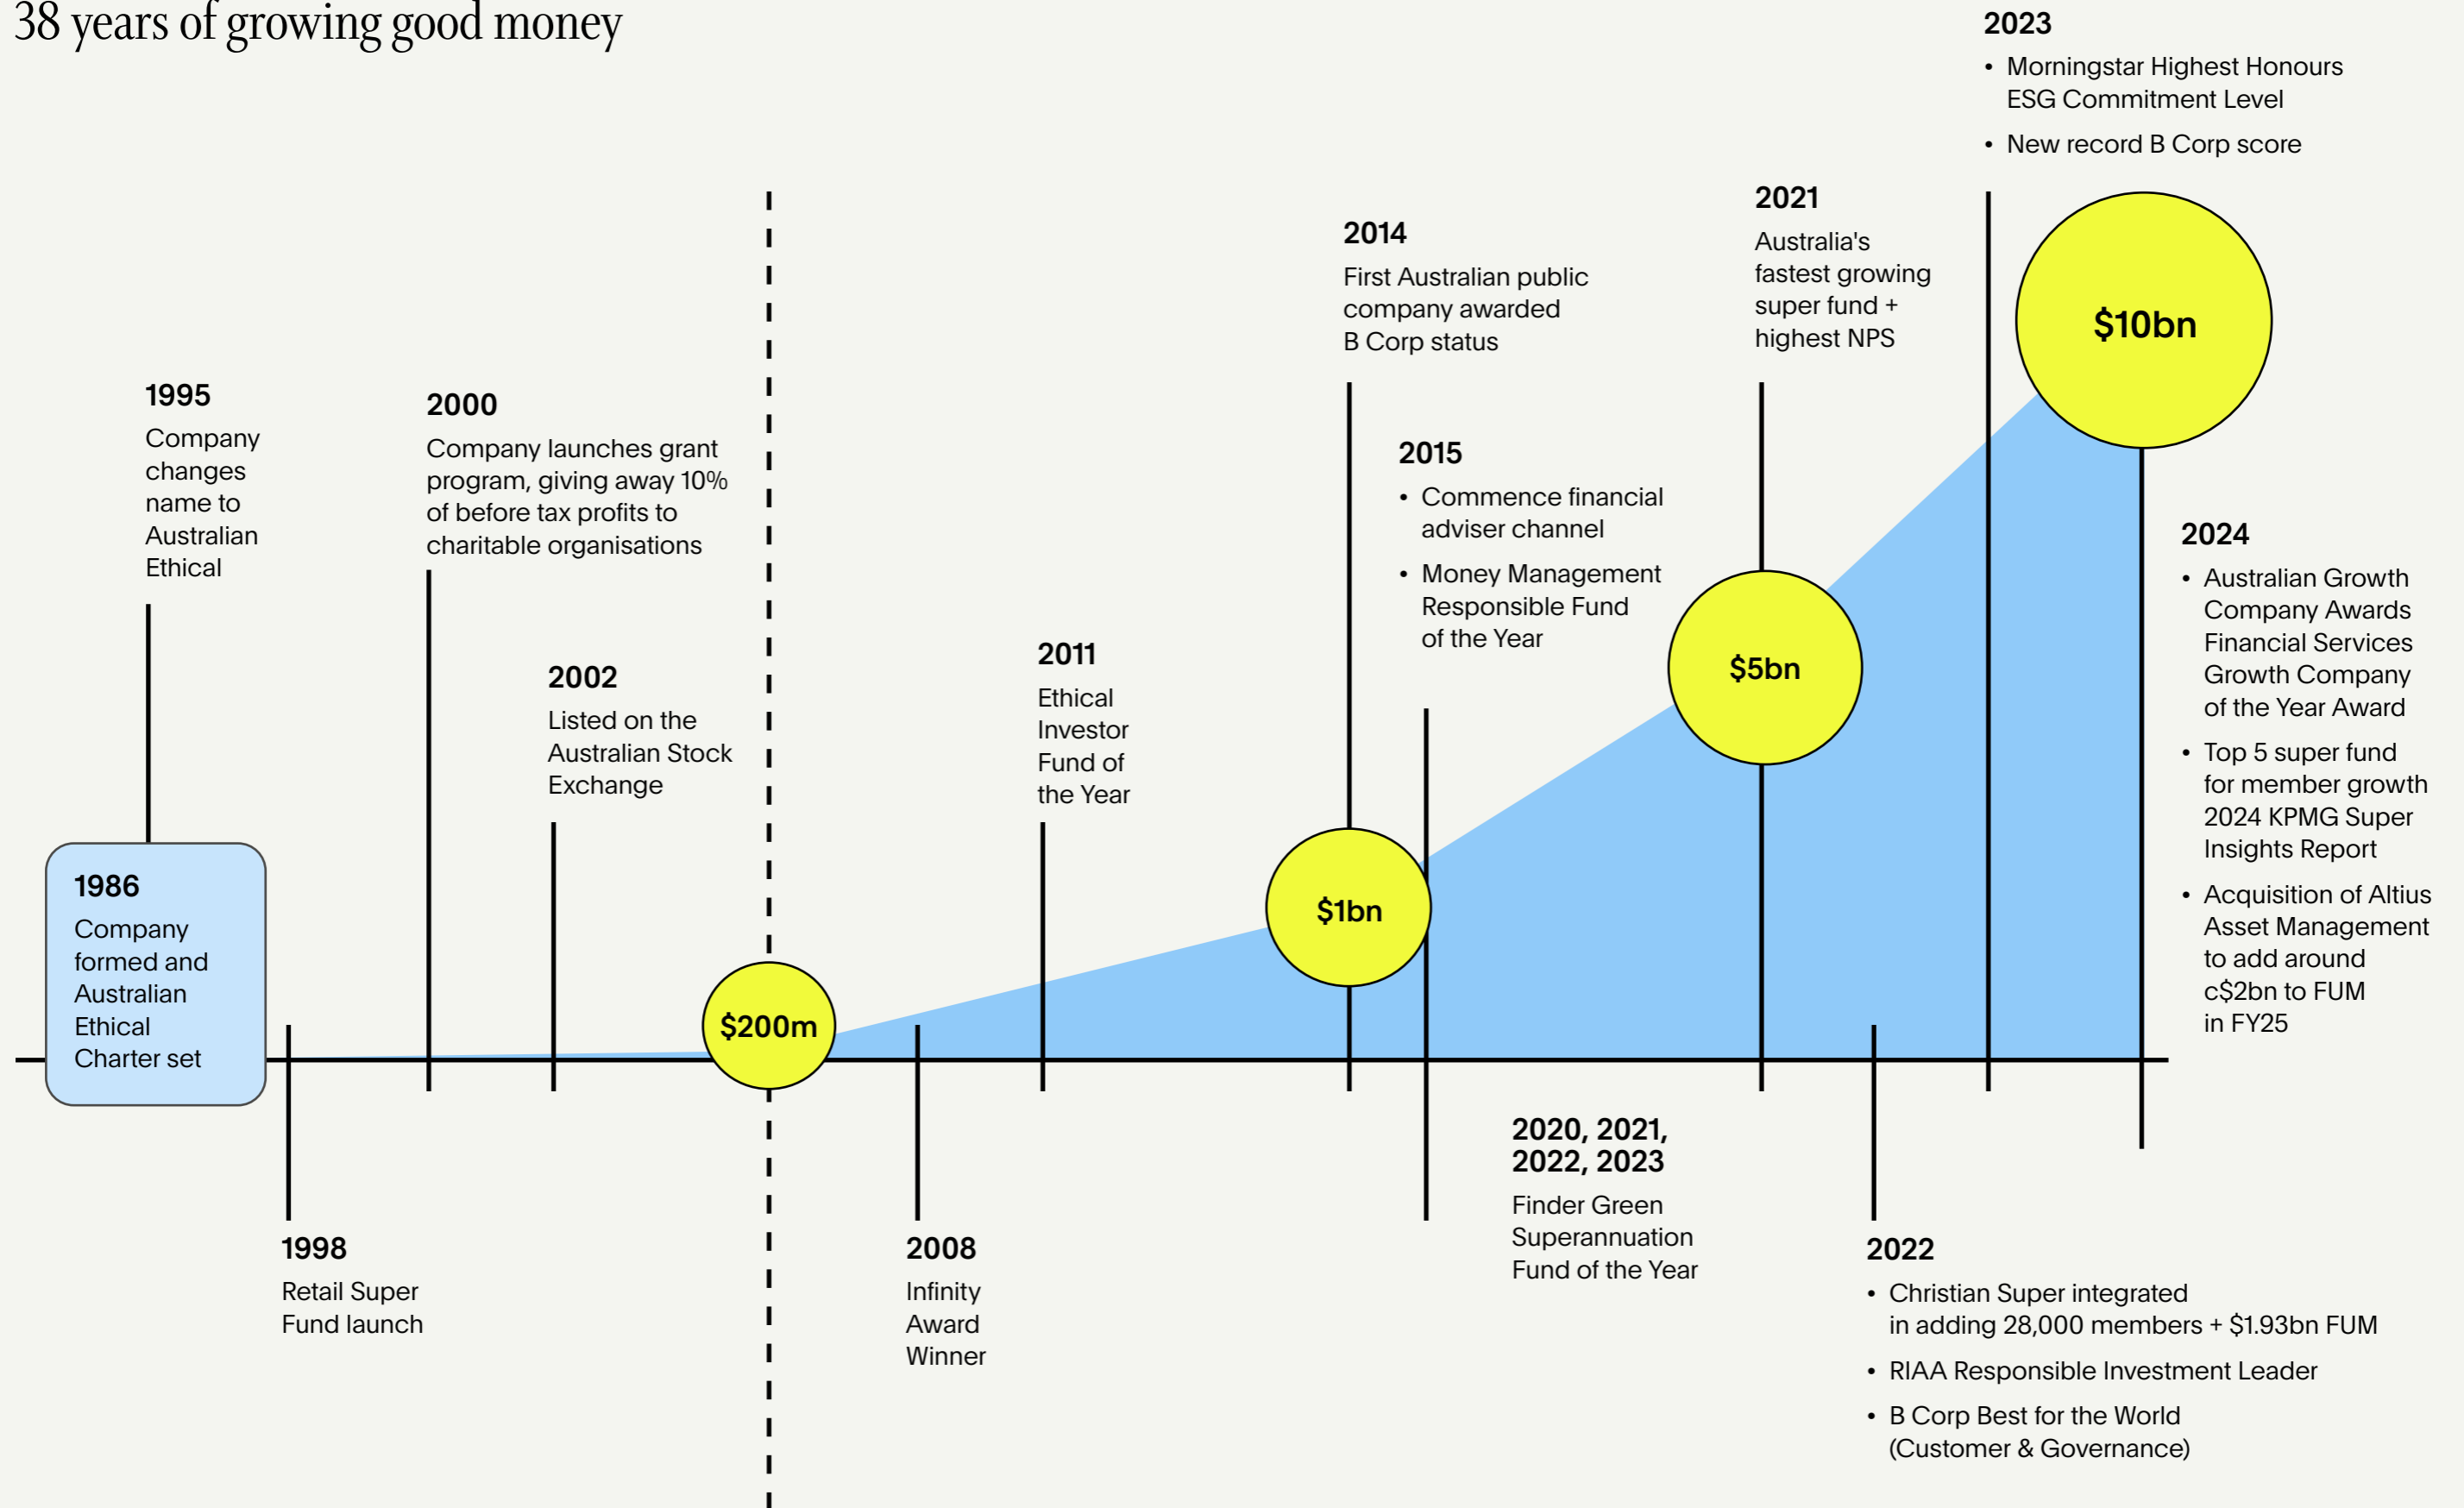 38 years of growing good money
1986
Company
formed and
Australian
Ethical
Charter set
1995
Company
changes
name to
Australian
Ethical
1998
Retail Super
Fund launch
2000
Company launches grant
program, giving away 10%
of before tax profits to
charitable organisations
2002
Listed on the
Australian Stock
Exchange
$200m
2008
Infinity
Award
Winner
2011
Ethical
Investor
Fund of
the Year
2014
First Australian public
company awarded
B Corp status
$1bn
2015
• Commence financial
adviser channel
• Money Management
Responsible Fund
of the Year
2020, 2021,
2022, 2023
Finder Green
Superannuation
Fund of the Year
2021
Australia's
fastest growing
super fund +
highest NPS
$5bn
2022
• Christian Super integrated
in adding 28,000 members + $1.93bn FUM
• RIAA Responsible Investment Leader
• B Corp Best for the World
(Customer & Governance)
2023
• Morningstar Highest Honours
ESG Commitment Level
• New record B Corp score
$10bn
2024
• Australian Growth
Company Awards
Financial Services
Growth Company
of the Year Award
• Top 5 super fund
for member growth
2024 KPMG Super
Insights Report
• Acquisition of Altius
Asset Management
to add around
c$2bn to FUM
in FY25